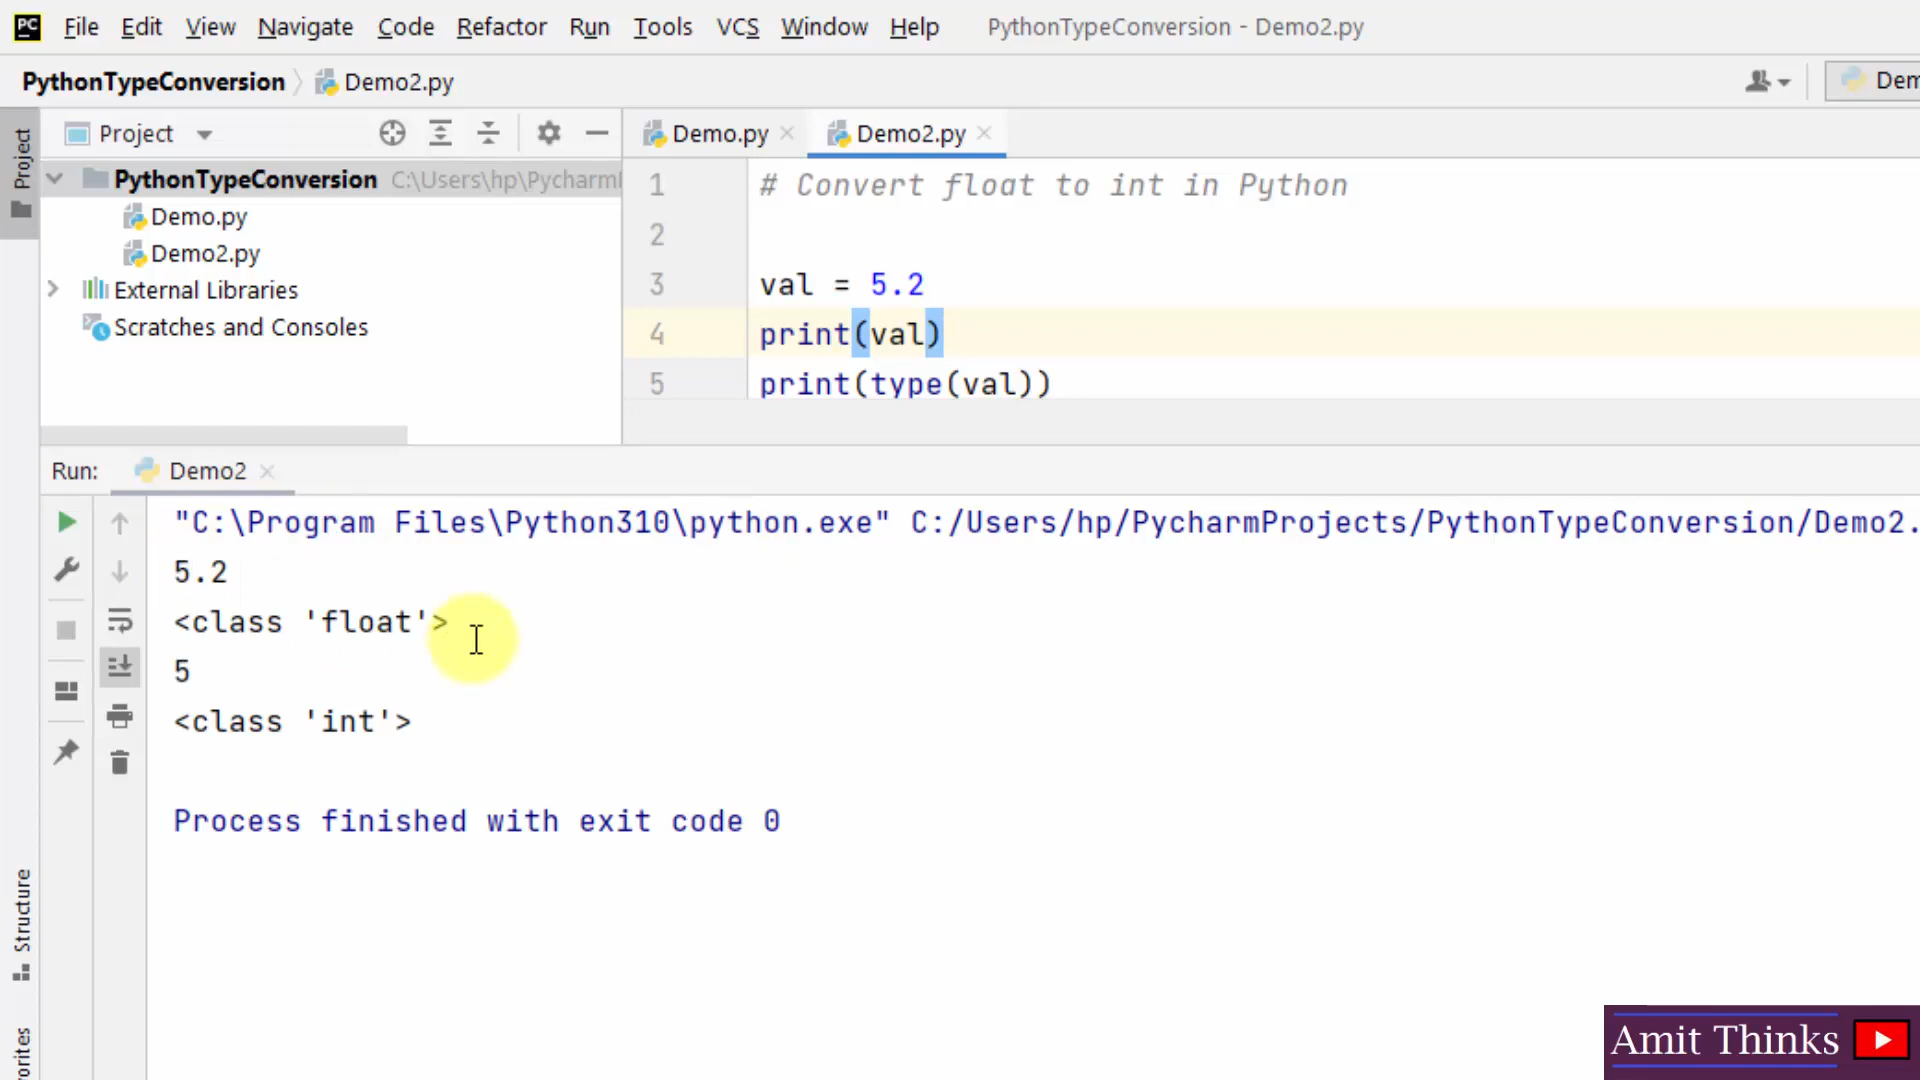 PC File Edit View Navigate Code Refactor Run Tools VCS Window Help PythonTypeConversion - Demo2.py
PythonTypeConversion Demo2.py
Project
Project
Demo.py Demo2.py
PythonTypeConversion C:\Users\hp\Pycharm
Demo.py
Demo2.py
External Libraries
Scratches and Consoles
1 # Convert float to int in Python
2
3 val = 5.2
4 print(val)
5 print(type(val))
Run: Demo2
"C:\Program Files\Python310\python.exe" C:/Users/hp/PycharmProjects/PythonTypeConversion/Demo2.
5.2
<class 'float'>
5
<class 'int'>
Process finished with exit code 0
Structure
Amit Thinks